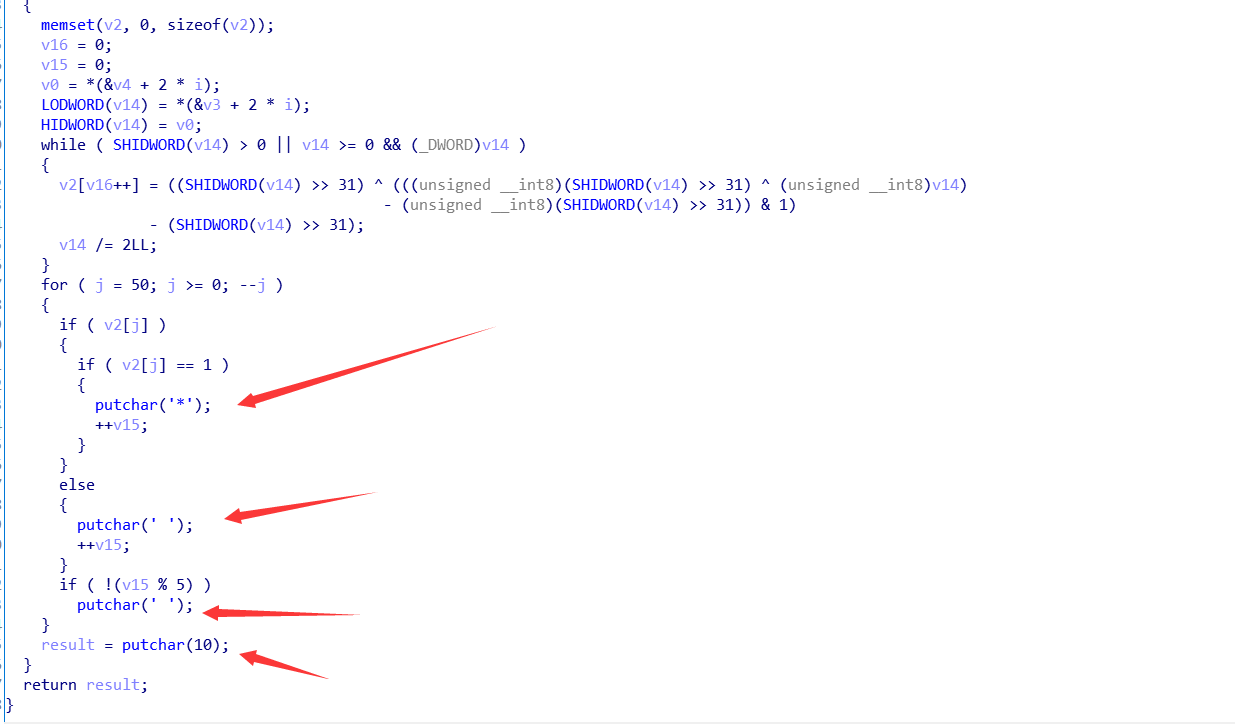 {
memset(v2, 0, sizeof(v2));
v16 = 0;
v15 = 0;
v0 = *(&v4 + 2 * i);
LODWORD(v14) = *(&v3 + 2 * i);
HIDWORD(v14) = v0;
while ( SHIDWORD(v14) > 0 || v14 >= 0 && (_DWORD)v14 )
{
v2[v16++] = ((SHIDWORD(v14) >> 31) ^ (((unsigned __int8)(SHIDWORD(v14) >> 31) ^ (unsigned __int8)v14)
- (unsigned __int8)(SHIDWORD(v14) >> 31)) & 1)
- (SHIDWORD(v14) >> 31);
v14 /= 2LL;
}
for ( j = 50; j >= 0; --j )
{
if ( v2[j] )
{
if ( v2[j] == 1 )
{
putchar('*');
++v15;
}
}
else
{
putchar(' ');
++v15;
}
if ( !(v15 % 5) )
putchar(' ');
}
result = putchar(10);
}
return result;
}